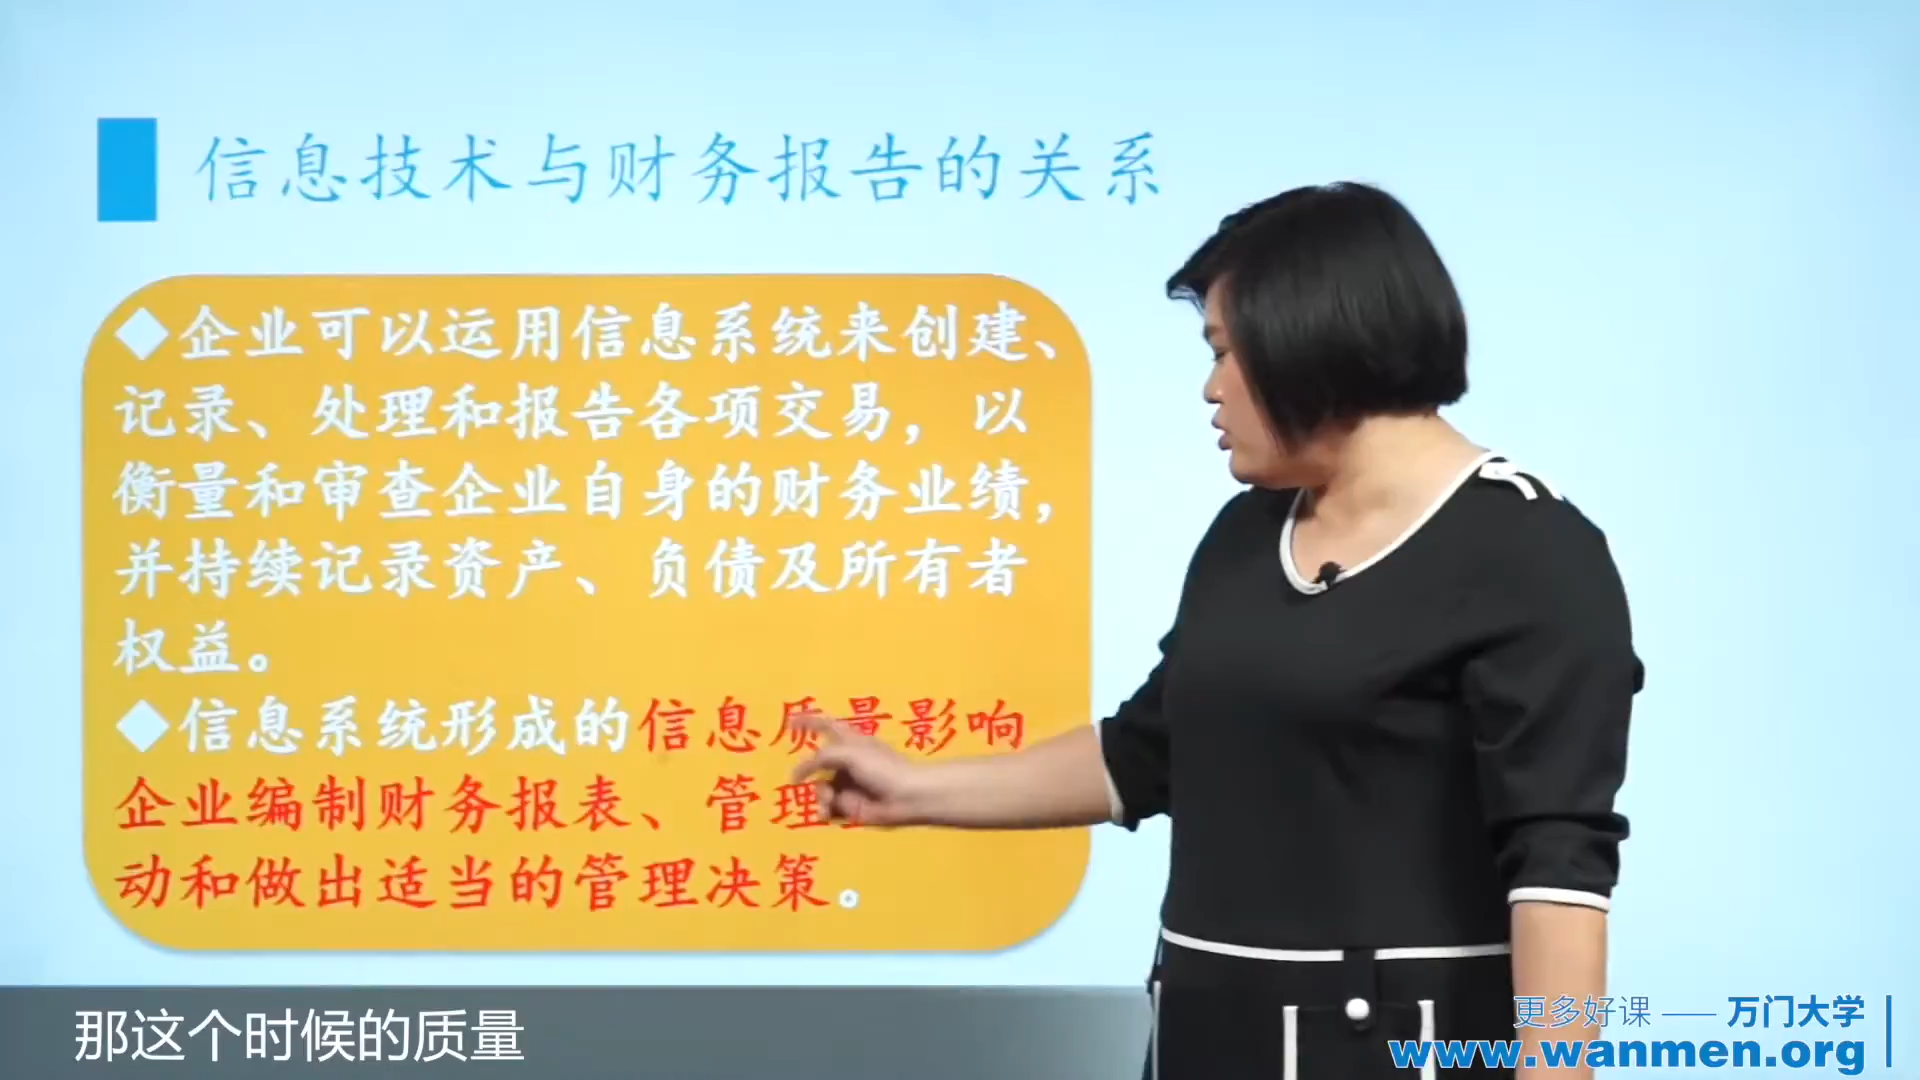 信息技术与财务报告的关系
◆企业可以运用信息系统来创建、
记录、处理和报告各项交易，以
衡量和审查企业自身的财务业绩，
并持续记录资产、负债及所有者
权益。
◆信息系统形成的信息质量影响
企业编制财务报表、管理
动和做出适当的管理决策。
那这个时候的质量
更多好课 —— 万门大学
www.wanmen.org